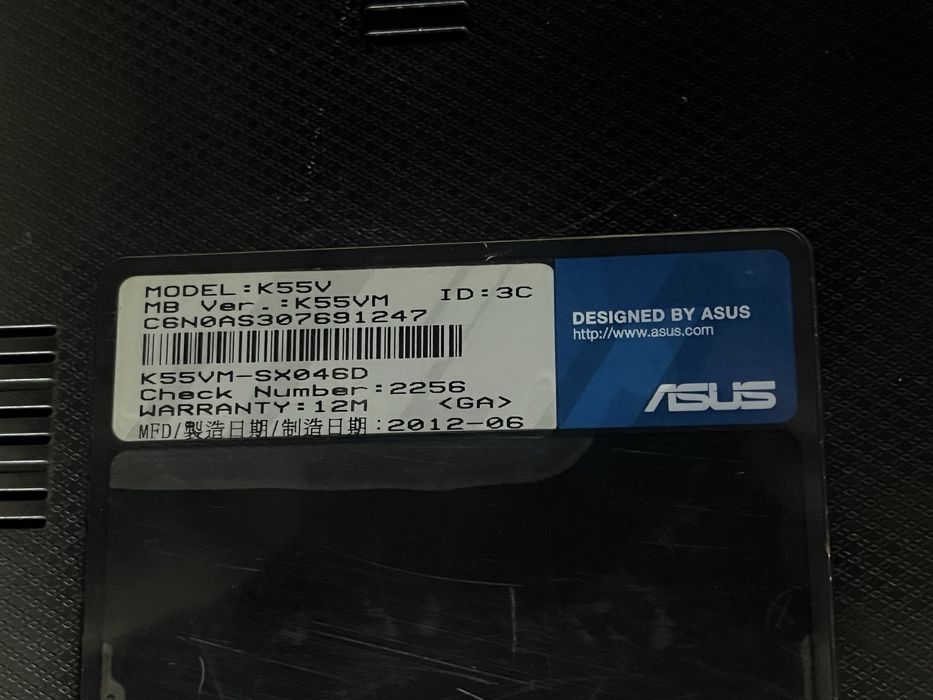 MODEL:K55V
MB Ver.:K55VM ID:3C
C6N0AS307691247
K55VM-SX046D
Check Number:2256
WARRANTY:12M <GA>
MFD/製造日期/制造日期:2012-06
DESIGNED BY ASUS
http://www.asus.com
ASUS